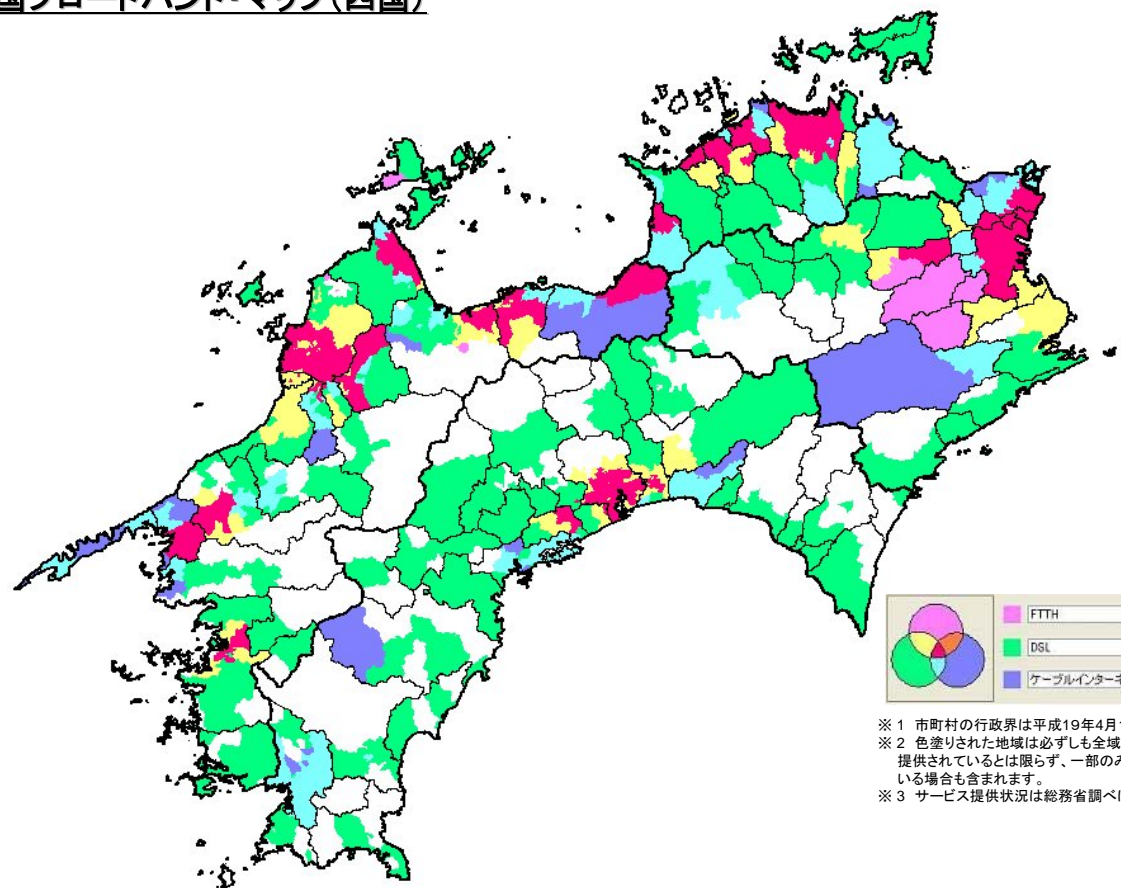 国ブロードバンド・マップ（四国）
FTTH
DSL
ケーブルインターネ
※１ 市町村の行政界は平成19年4月
※２ 色塗りされた地域は必ずしも全域
提供されているとは限らず、一部のみ
いる場合も含まれます。
※３ サービス提供状況は総務省調べ